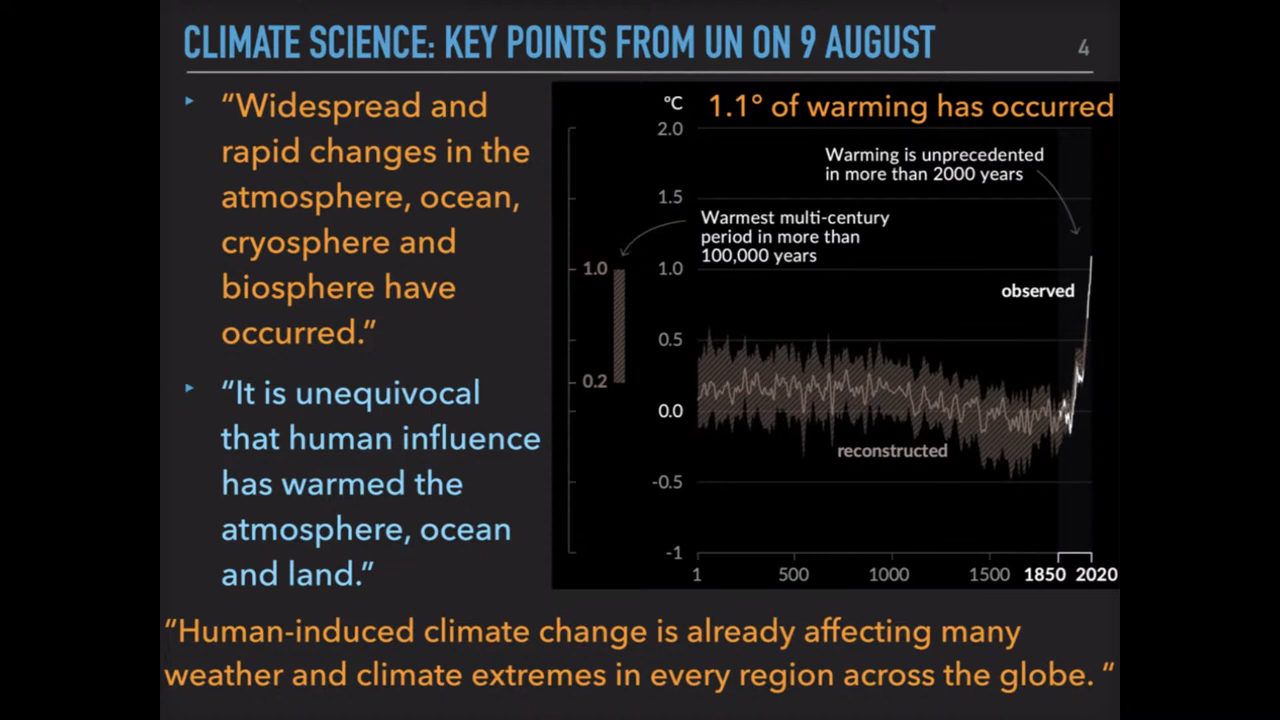 CLIMATE SCIENCE: KEY POINTS FROM UN ON 9 AUGUST
4
“Widespread and
rapid changes in the
atmosphere, ocean,
cryosphere and
biosphere have
occurred.”
“It is unequivocal
that human influence
has warmed the
atmosphere, ocean
and land.”
°C
1.1° of warming has occurred
2.0
Warming is unprecedented
in more than 2000 years
1.5
Warmest multi-century
period in more than
100,000 years
1.0
1.0
observed
0.5
0.2
0.0
reconstructed
-0.5
-1
1
500
1000
1500
1850
2020
“Human-induced climate change is already affecting many
weather and climate extremes in every region across the globe. ”